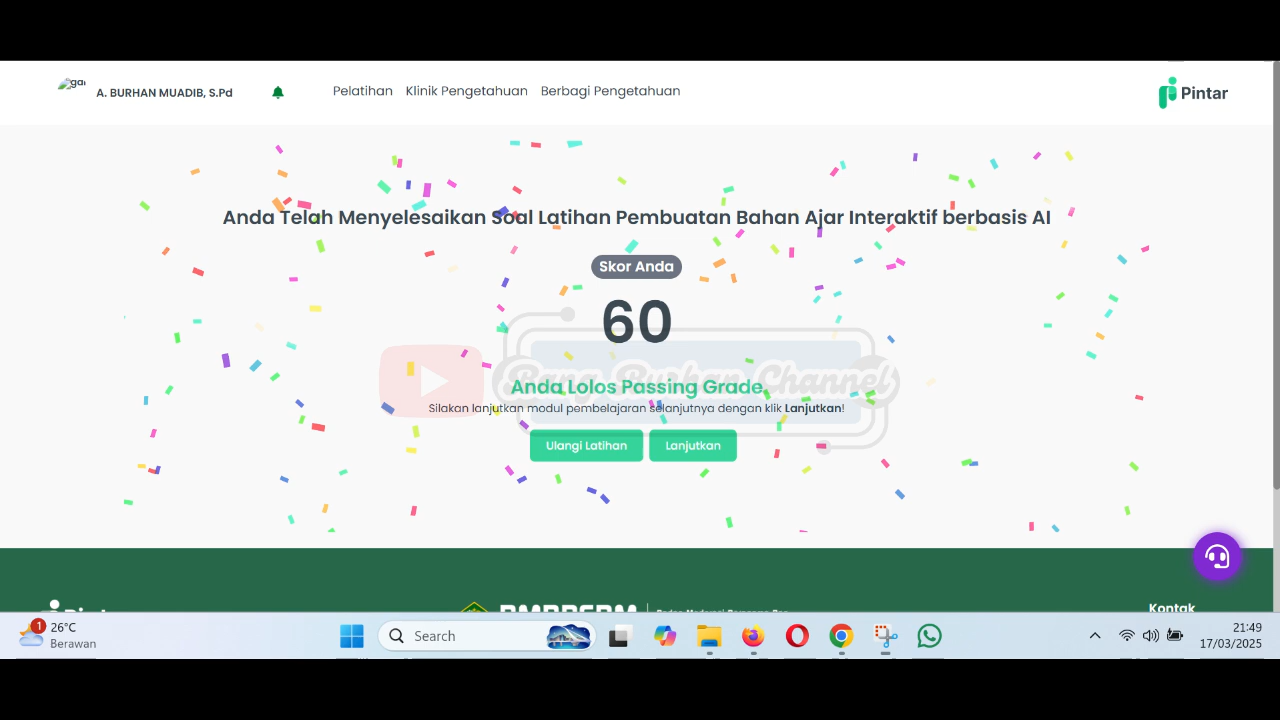 A. BURHAN MUADIB, S.Pd
Pelatihan Klinik Pengetahuan Berbagi Pengetahuan
Pintar
Anda Telah Menyelesaikan Soal Latihan Pembuatan Bahan Ajar Interaktif berbasis AI
Skor Anda
60
Bang Burhan Channel
Anda Lolos Passing Grade
Silakan lanjutkan modul pembelajaran selanjutnya dengan klik Lanjutkan!
Ulangi Latihan Lanjutkan
Kontak
1
26°C
Berawan
Search
21:49
17/03/2025